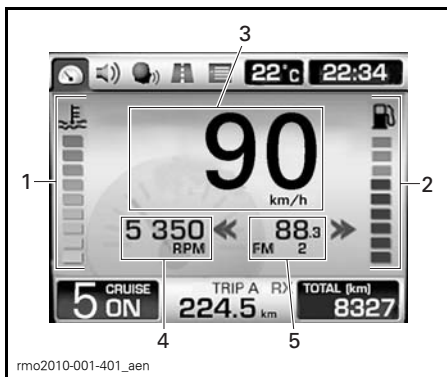 3
22°c 22:34
90
km/h
1
2
5 350
RPM
88.3
FM 2
5 CRUISE ON
TRIP A RX
224.5 km
TOTAL (km)
8327
4
5
rmo2010-001-401_aen